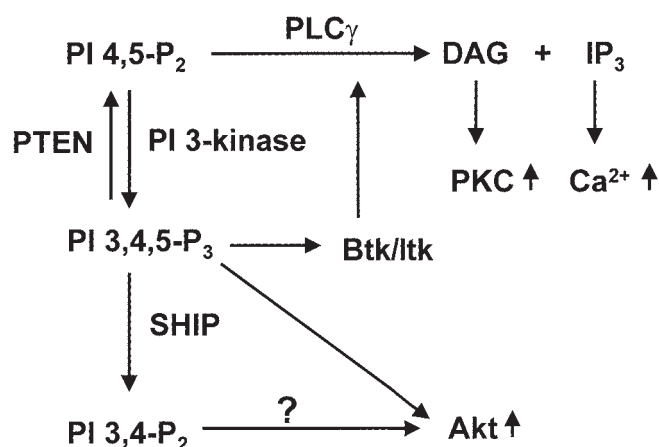 PLCγ
PI 4,5-P₂ DAG + IP₃
PTEN PI 3-kinase
PKC Ca²⁺
PI 3,4,5-P₃ Btk/Itk
SHIP
?
PI 3,4-P₂ Akt